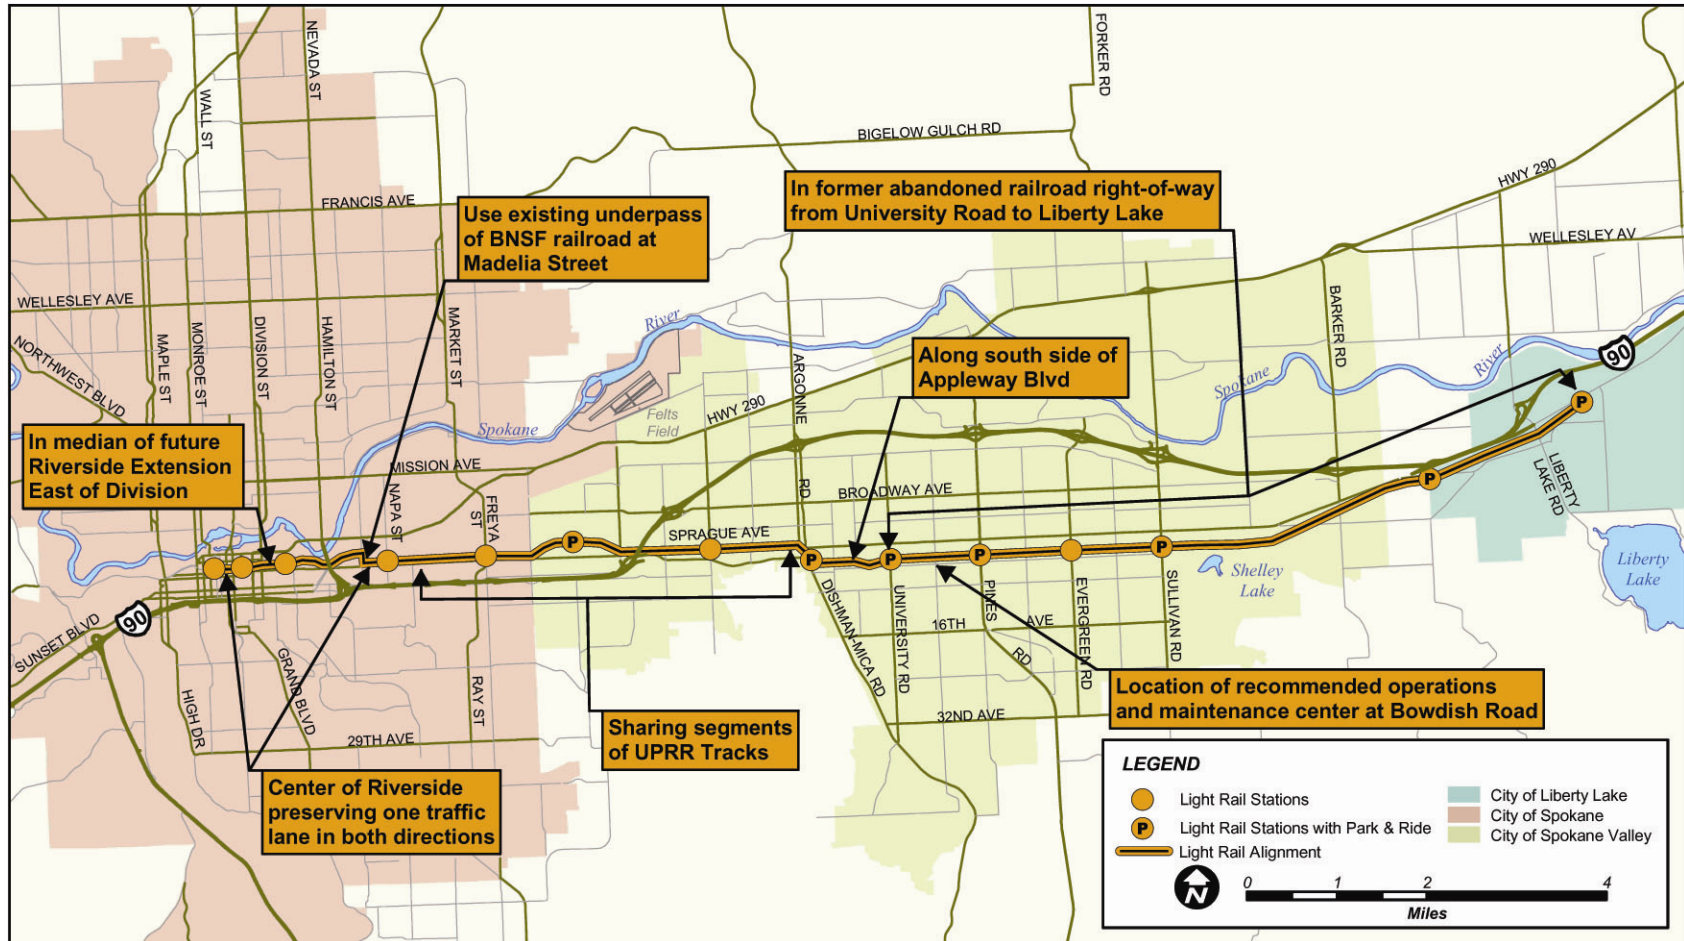 NEVADA ST
WALL ST
FORKER RD
BIGELOW GULCH RD
HWY 290
FRANCIS AVE
WELLESLEY AV
In former abandoned railroad right-of-way
from University Road to Liberty Lake
Use existing underpass
of BNSF railroad at
Madelia Street
WELLESLEY AVE
NORTHWEST BLVD
MAPLE ST
MONROE ST
DIVISION ST
HAMILTON ST
MARKET ST
River
ARGONNE
RD
BARKER RD
Along south side of
Appleway Blvd
Spokane
River
90
HWY 290
Felts
Field
Spokane
In median of future
Riverside Extension
East of Division
MISSION AVE
NAPA ST
FREYA
ST
BROADWAY AVE
SPRAGUE AVE
LIBERTY
LAKE RD
P
P
P
P
P
P
P
Shelley
Lake
Liberty
Lake
90
SUNSET BLVD
HIGH DR
GRAND BLVD
RAY ST
29TH AVE
DISHMAN-MICA RD
UNIVERSITY RD
PINES
RD
16TH AVE
EVERGREEN RD
SULLIVAN RD
32ND AVE
Location of recommended operations
and maintenance center at Bowdish Road
Sharing segments
of UPRR Tracks
Center of Riverside
preserving one traffic
lane in both directions
LEGEND
Light Rail Stations
P Light Rail Stations with Park & Ride
Light Rail Alignment
City of Liberty Lake
City of Spokane
City of Spokane Valley
N
0 1 2 4
Miles